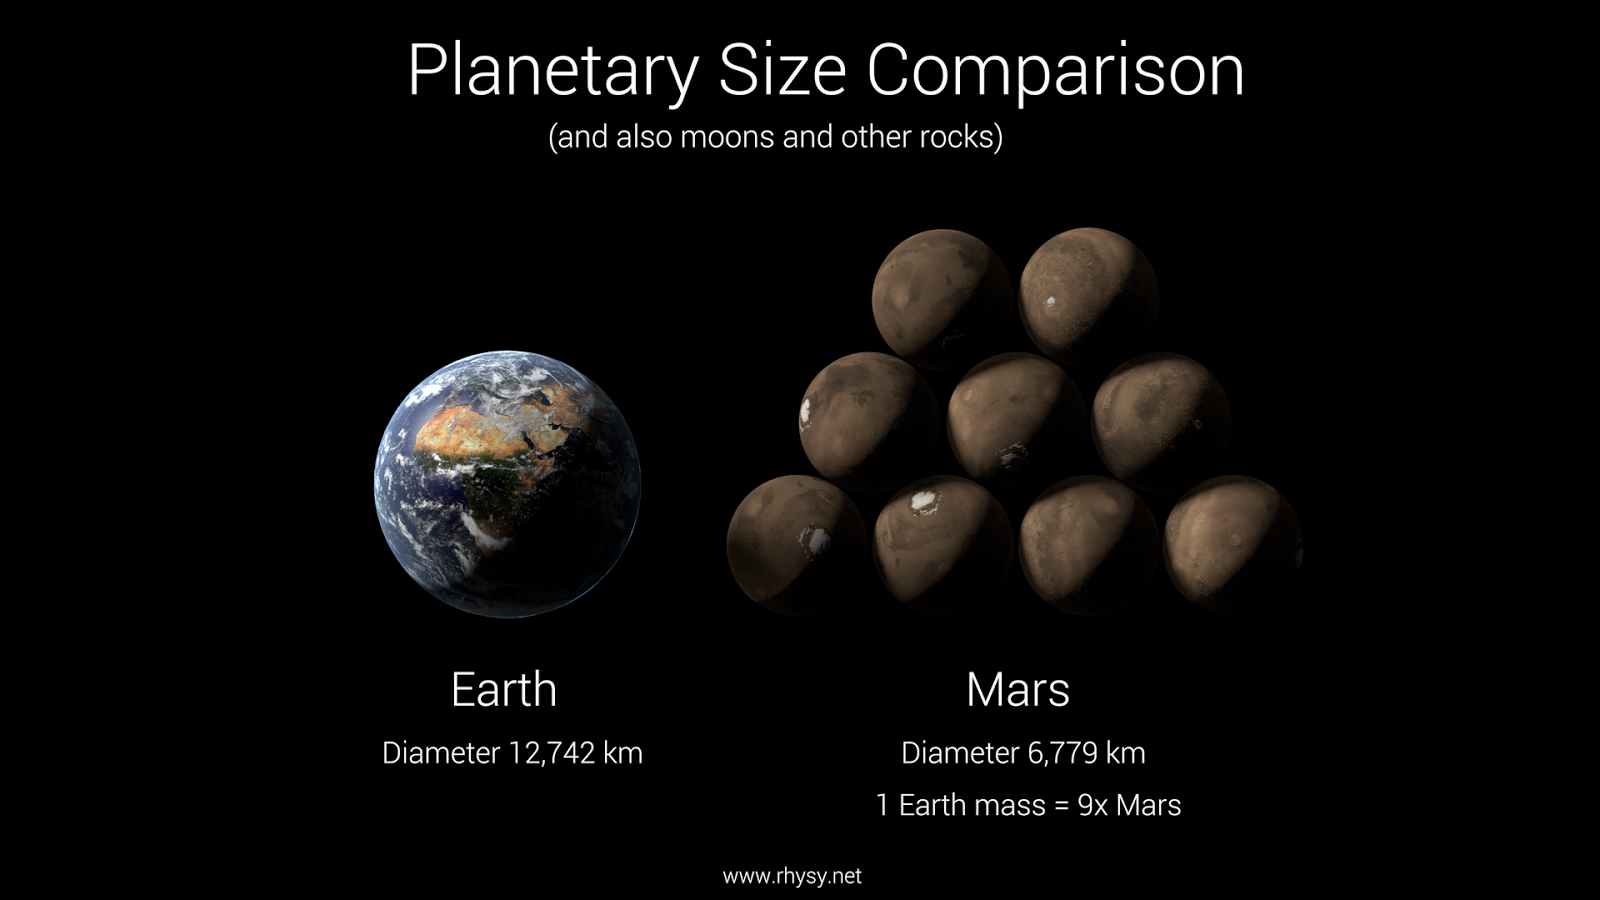 Planetary Size Comparison
(and also moons and other rocks)
Earth
Diameter 12,742 km
Mars
Diameter 6,779 km
1 Earth mass = 9x Mars
www.rhysy.net